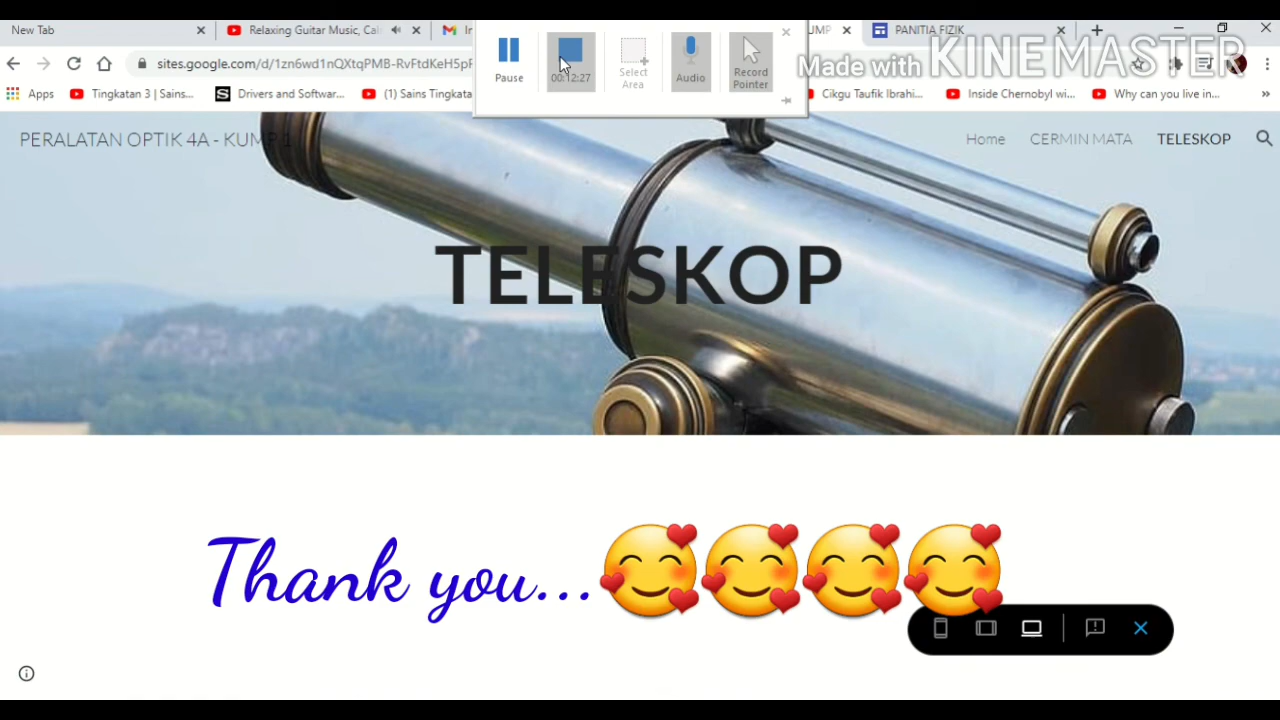 New Tab
Relaxing Guitar Music, Cal
UMP
PANITIA FIZIK
Made with KINEMASTER
sites.google.com/d/1zn6wd1nQXtqPMB-RvFtdKeH5pF
Pause
00:12:27
Select
Area
Audio
Record
Pointer
Apps
Tingkatan 3 | Sains...
Drivers and Softwar...
(1) Sains Tingkata
Cikgu Taufik Ibrahi...
Inside Chernobyl wi...
Why can you live in...
PERALATAN OPTIK 4A - KUMP 1
Home
CERMIN MATA
TELESKOP
TELESKOP
Thank you...